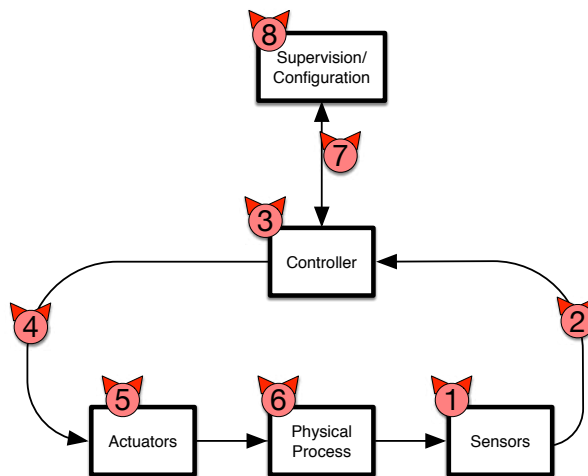 8
Supervision/
Configuration
7
3
Controller
4
2
5
Actuators
6
Physical
Process
1
Sensors